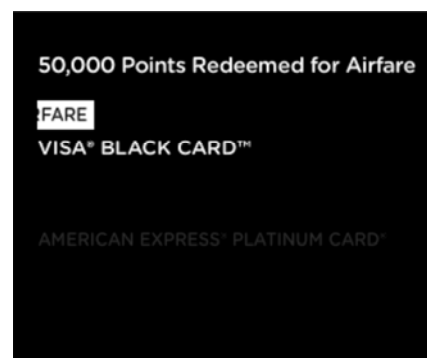 50,000 Points Redeemed for Airfare
FARE
VISA® BLACK CARD™
AMERICAN EXPRESS® PLATINUM CARD®